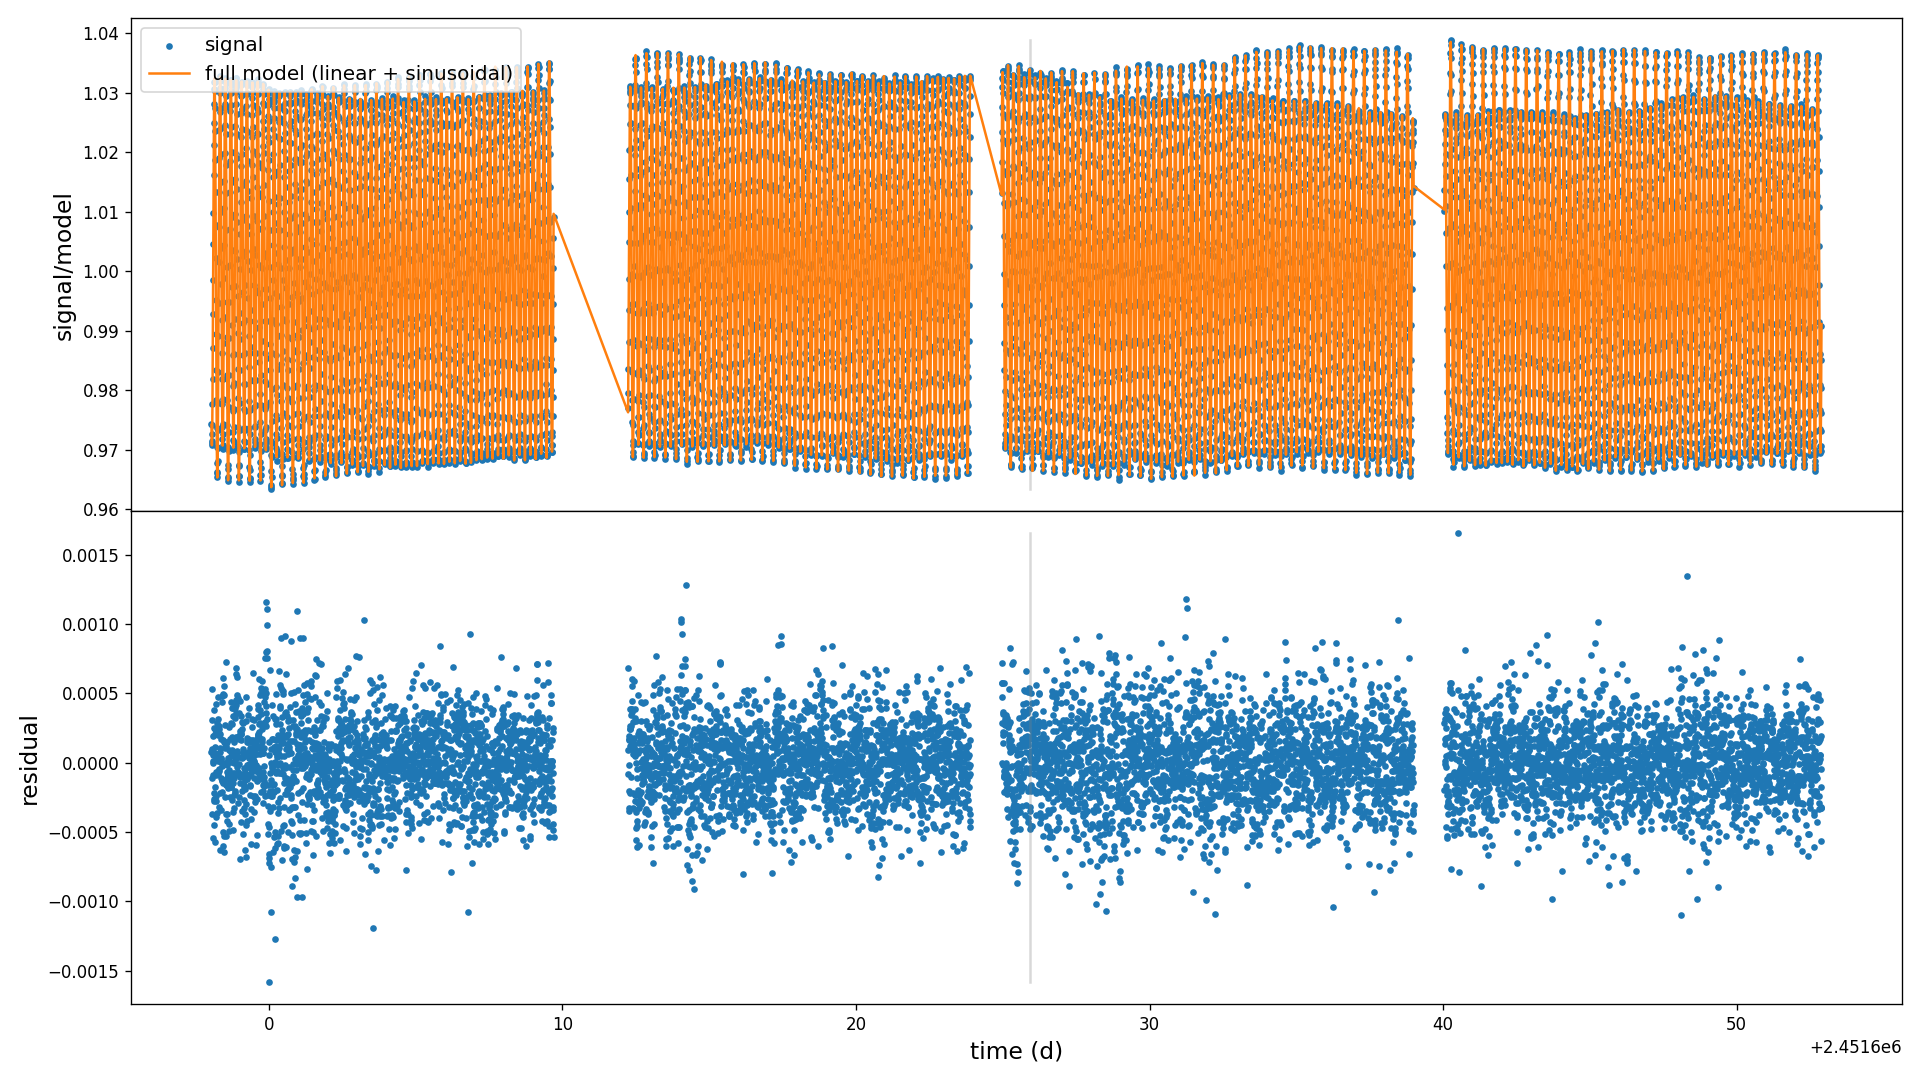 signal
full model (linear + sinusoidal)
signal/model
1.04
1.03
1.02
1.01
1.00
0.99
0.98
0.97
0.96
residual
0.0015
0.0010
0.0005
0.0000
−0.0005
−0.0010
−0.0015
0 10 20 30 40 50
time (d)
+2.4516e6